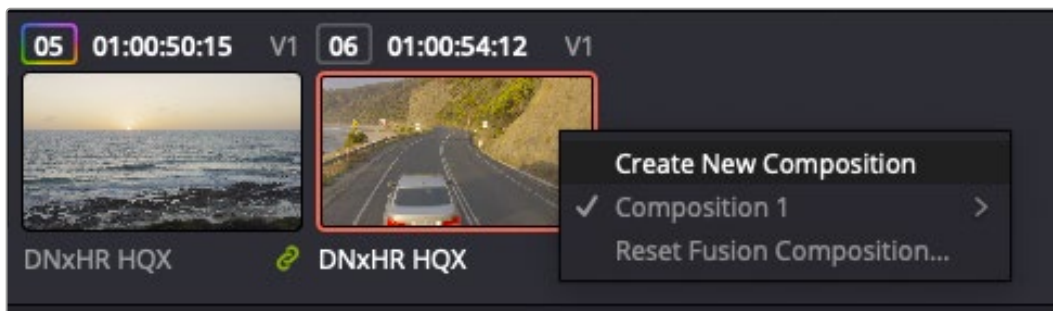 05 01:00:50:15 V1 06 01:00:54:12 V1
Create New Composition
Composition 1
Reset Fusion Composition...
DNxHR HQX DNxHR HQX